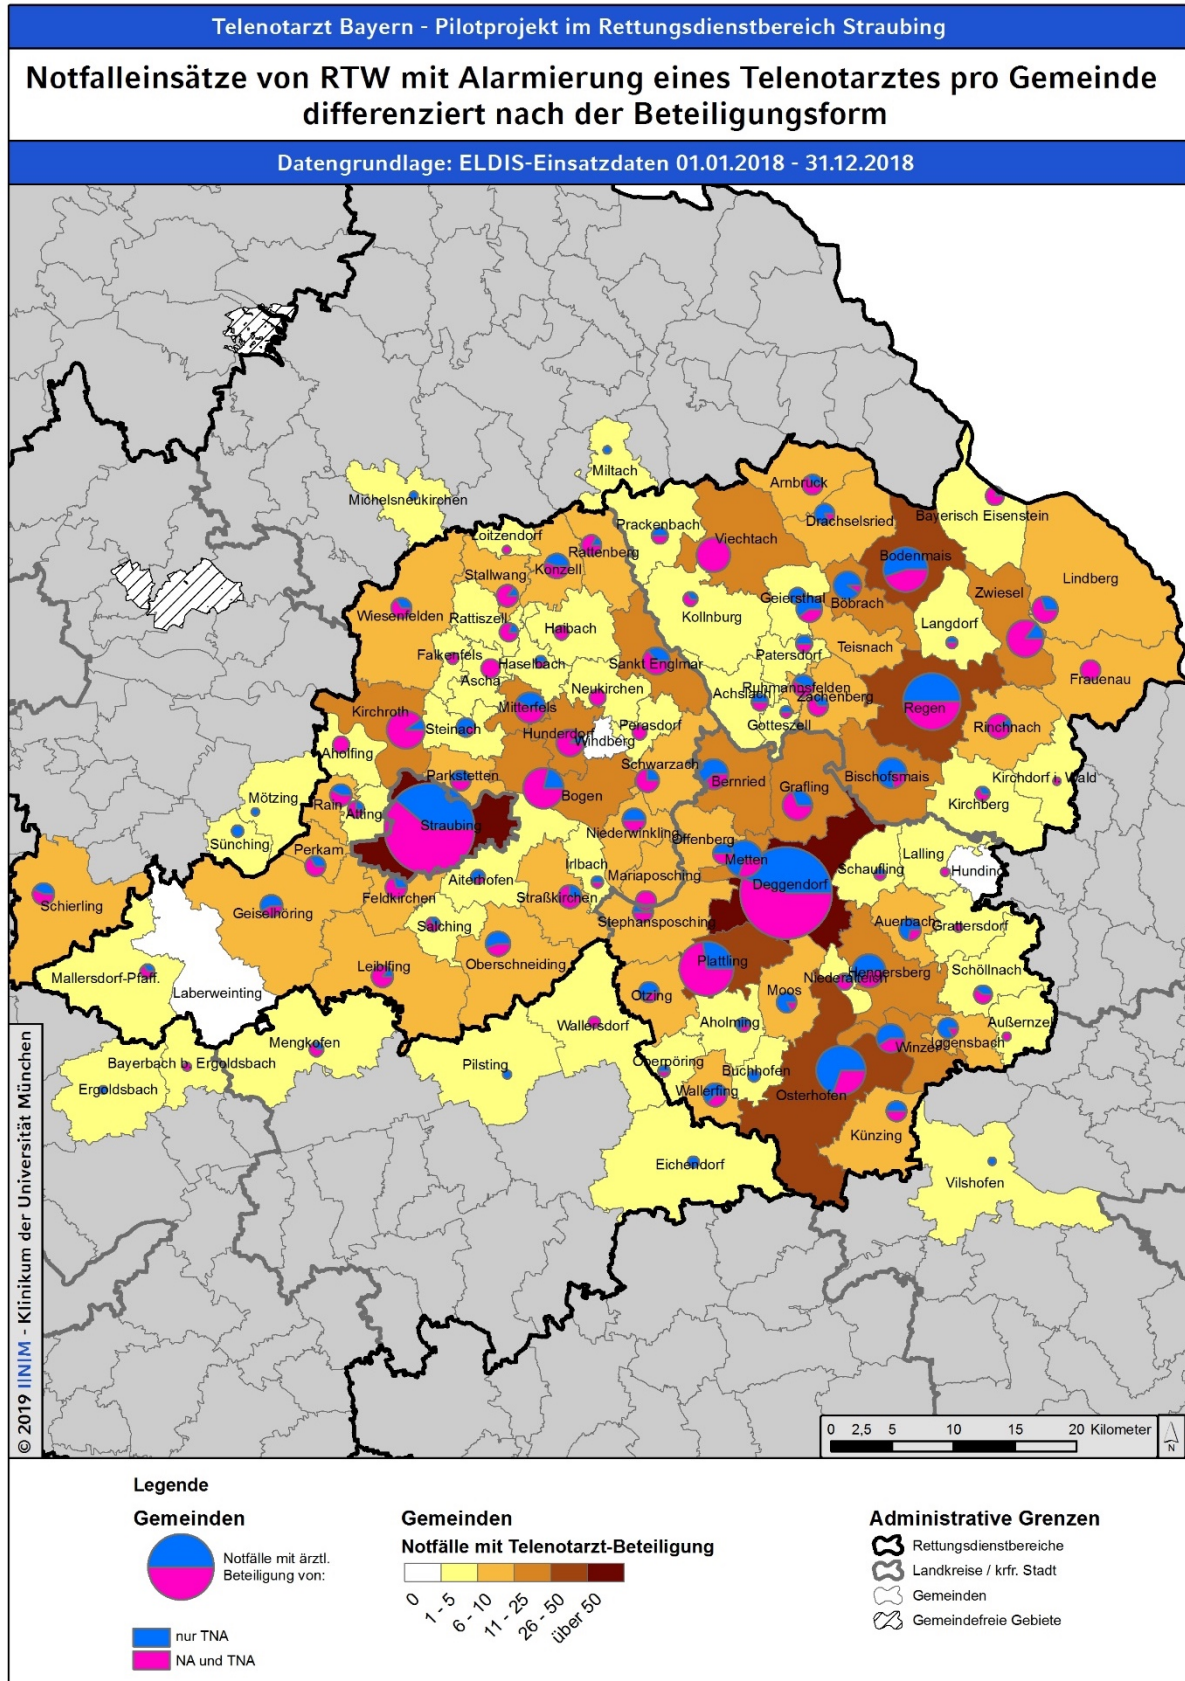 Telenotarzt Bayern - Pilotprojekt im Rettungsdienstbereich Straubing
Notfalleinsätze von RTW mit Alarmierung eines Telenotarztes pro Gemeinde
differenziert nach der Beteiligungsform
Datengrundlage: ELDIS-Einsatzdaten 01.01.2018 - 31.12.2018
Miltach
Michelsneukirchen
Arnbruck
Drachselsried
Bayerisch Eisenstein
Prackenbach
Viechtach
Loitzendorf
Rattenberg
Konzell
Stallwang
Bodenmais
Lindberg
Zwiesel
Wiesenfelden
Kollnburg
Geiersthal
Böbrach
Langdorf
Rattiszell
Haibach
Teisnach
Patersdorf
Falkenfels
Haselbach
Sankt Englmar
Frauenau
Ascha
Neukirchen
Achslach
Ruhmannsfelden
Zachenberg
Regen
Kirchroth
Mitterfels
Gotteszell
Rinchnach
Steinach
Hunderdorf
Perasdorf
Windberg
Aholfing
Schwarzach
Bernried
Grafling
Bischofsmais
Kirchdorf i. Wald
Parkstetten
Kirchberg
Mötzing
Rain
Bogen
Atting
Straubing
Niederwinkling
Offenberg
Sünching
Metten
Lalling
Perkam
Irlbach
Schaufling
Hunding
Aiterhofen
Mariaposching
Deggendorf
Feldkirchen
Straßkirchen
Schierling
Geiselhöring
Stephansposching
Salching
Auerbach
Grattersdorf
Oberschneiding
Plattling
Leiblfing
Hengersberg
Schöllnach
Mallersdorf-Pfaff.
Niederalteich
Laberweinting
Otzing
Moos
Außernzell
Wallersdorf
Aholming
Iggensbach
Winzer
Mengkofen
Bayerbach b. Ergoldsbach
Oberpöring
Pilsting
Buchhofen
Ergoldsbach
Wallerfing
Osterhofen
Künzing
Eichendorf
Vilshofen
© 2019 INM - Klinikum der Universität München
0 2,5 5 10 15 20 Kilometer
N
Legende
Gemeinden
Notfälle mit ärztl.
Beteiligung von:
nur TNA
NA und TNA
Gemeinden
Notfälle mit Telenotarzt-Beteiligung
0
1 - 5
6 - 10
11 - 25
26 - 50
über 50
Administrative Grenzen
Rettungsdienstbereiche
Landkreise / krfr. Stadt
Gemeinden
Gemeindefreie Gebiete